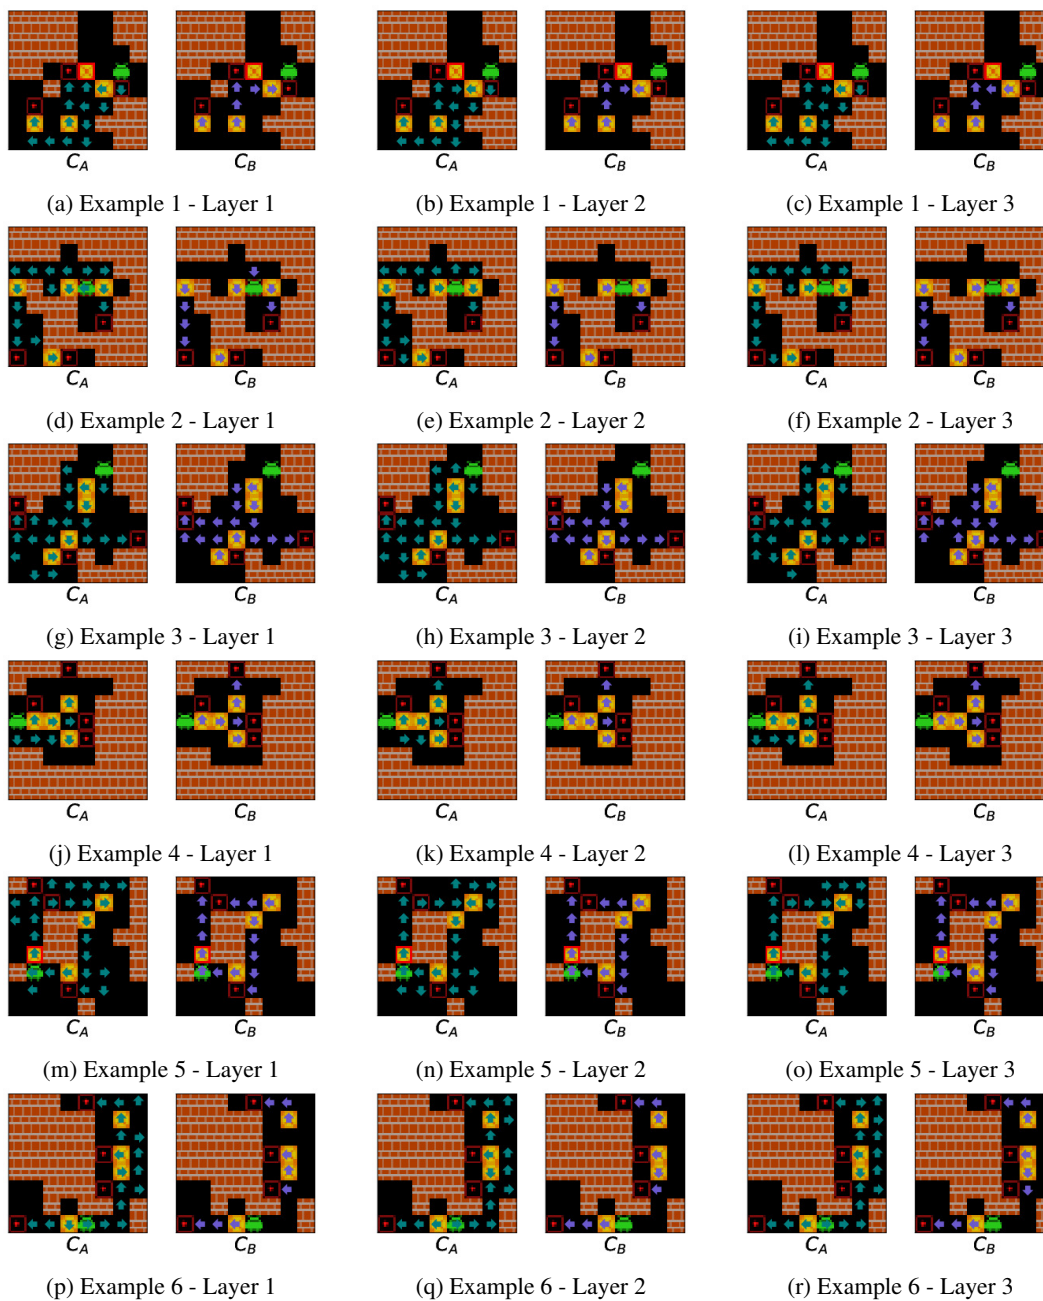 C_A C_B C_A C_B C_A C_B
(a) Example 1 - Layer 1 (b) Example 1 - Layer 2 (c) Example 1 - Layer 3
C_A C_B C_A C_B C_A C_B
(d) Example 2 - Layer 1 (e) Example 2 - Layer 2 (f) Example 2 - Layer 3
C_A C_B C_A C_B C_A C_B
(g) Example 3 - Layer 1 (h) Example 3 - Layer 2 (i) Example 3 - Layer 3
C_A C_B C_A C_B C_A C_B
(j) Example 4 - Layer 1 (k) Example 4 - Layer 2 (l) Example 4 - Layer 3
C_A C_B C_A C_B C_A C_B
(m) Example 5 - Layer 1 (n) Example 5 - Layer 2 (o) Example 5 - Layer 3
C_A C_B C_A C_B C_A C_B
(p) Example 6 - Layer 1 (q) Example 6 - Layer 2 (r) Example 6 - Layer 3